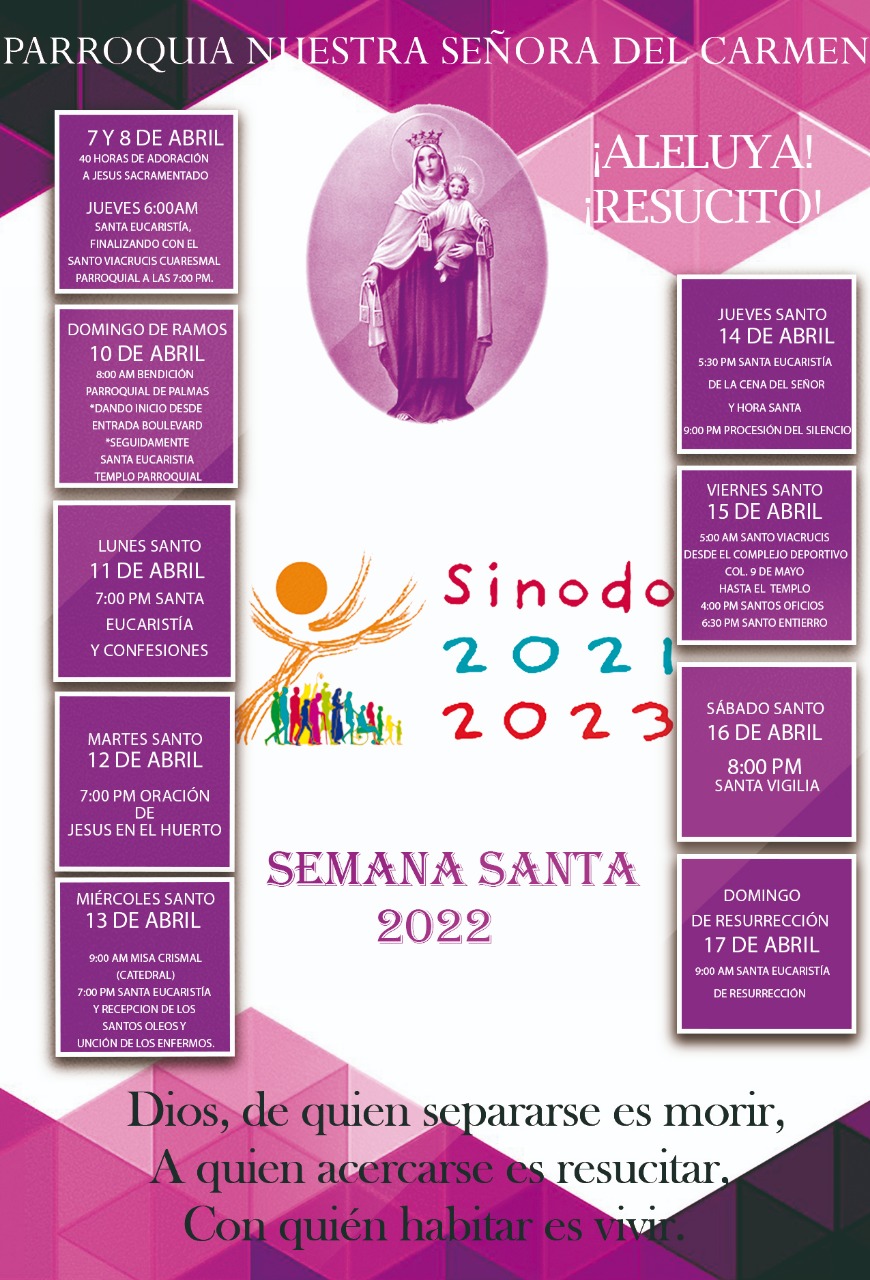 PARROQUIA NUESTRA SEÑORA DEL CARMEN
7 Y 8 DE ABRIL
40 HORAS DE ADORACIÓN
A JESUS SACRAMENTADO
JUEVES 6:00AM
SANTA EUCARISTÍA,
FINALIZANDO CON EL
SANTO VIACRUCIS CUARESMAL
PARROQUIAL A LAS 7:00 PM.
DOMINGO DE RAMOS
10 DE ABRIL
8:00 AM BENDICIÓN
PARROQUIAL DE PALMAS
*DANDO INICIO DESDE
ENTRADA BOULEVARD
*SEGUIDAMENTE
SANTA EUCARISTIA
TEMPLO PARROQUIAL
LUNES SANTO
11 DE ABRIL
7:00 PM SANTA
EUCARISTÍA
Y CONFESIONES
MARTES SANTO
12 DE ABRIL
7:00 PM ORACIÓN
DE
JESUS EN EL HUERTO
MIÉRCOLES SANTO
13 DE ABRIL
9:00 AM MISA CRISMAL
(CATEDRAL)
7:00 PM SANTA EUCARISTÍA
Y RECEPCION DE LOS
SANTOS OLEOS Y
UNCIÓN DE LOS ENFERMOS.
¡ALELUYA!
¡RESUCITO!
JUEVES SANTO
14 DE ABRIL
5:30 PM SANTA EUCARISTÍA
DE LA CENA DEL SEÑOR
Y HORA SANTA
9:00 PM PROCESIÓN DEL SILENCIO
VIERNES SANTO
15 DE ABRIL
5:00 AM SANTO VIACRUCIS
DESDE EL COMPLEJO DEPORTIVO
COL. 9 DE MAYO
HASTA EL TEMPLO
4:00 PM SANTOS OFICIOS
6:30 PM SANTO ENTIERRO
SÁBADO SANTO
16 DE ABRIL
8:00 PM
SANTA VIGILIA
DOMINGO
DE RESURRECCIÓN
17 DE ABRIL
9:00 AM SANTA EUCARISTÍA
DE RESURRECCIÓN
Sinodo
2021
2023
SEMANA SANTA
2022
Dios, de quien separarse es morir,
A quien acercarse es resucitar,
Con quién habitar es vivir.